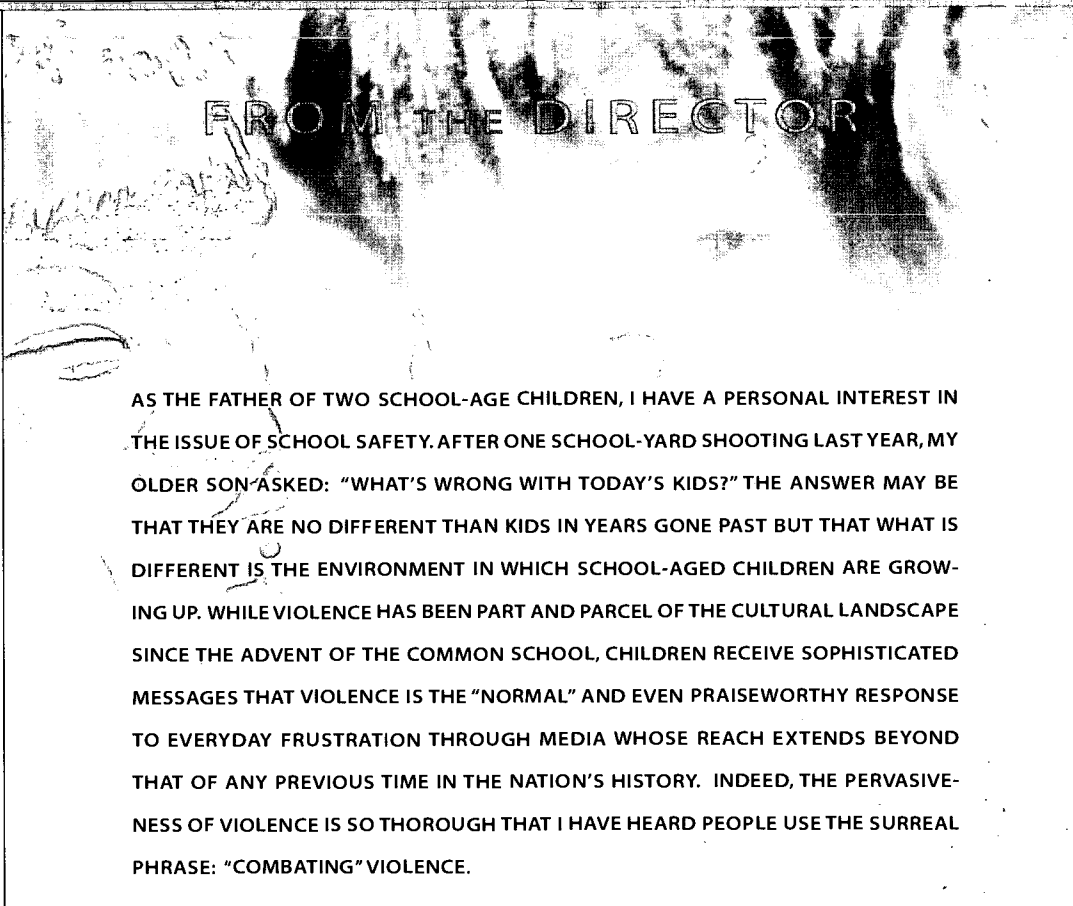 FROM THE DIRECTOR
AS THE FATHER OF TWO SCHOOL-AGE CHILDREN, I HAVE A PERSONAL INTEREST IN
THE ISSUE OF SCHOOL SAFETY. AFTER ONE SCHOOL-YARD SHOOTING LAST YEAR, MY
OLDER SON ASKED: "WHAT'S WRONG WITH TODAY'S KIDS?" THE ANSWER MAY BE
THAT THEY ARE NO DIFFERENT THAN KIDS IN YEARS GONE PAST BUT THAT WHAT IS
DIFFERENT IS THE ENVIRONMENT IN WHICH SCHOOL-AGED CHILDREN ARE GROW-
ING UP. WHILE VIOLENCE HAS BEEN PART AND PARCEL OF THE CULTURAL LANDSCAPE
SINCE THE ADVENT OF THE COMMON SCHOOL, CHILDREN RECEIVE SOPHISTICATED
MESSAGES THAT VIOLENCE IS THE "NORMAL" AND EVEN PRAISEWORTHY RESPONSE
TO EVERYDAY FRUSTRATION THROUGH MEDIA WHOSE REACH EXTENDS BEYOND
THAT OF ANY PREVIOUS TIME IN THE NATION'S HISTORY. INDEED, THE PERVASIVE-
NESS OF VIOLENCE IS SO THOROUGH THAT I HAVE HEARD PEOPLE USE THE SURREAL
PHRASE: "COMBATING" VIOLENCE.